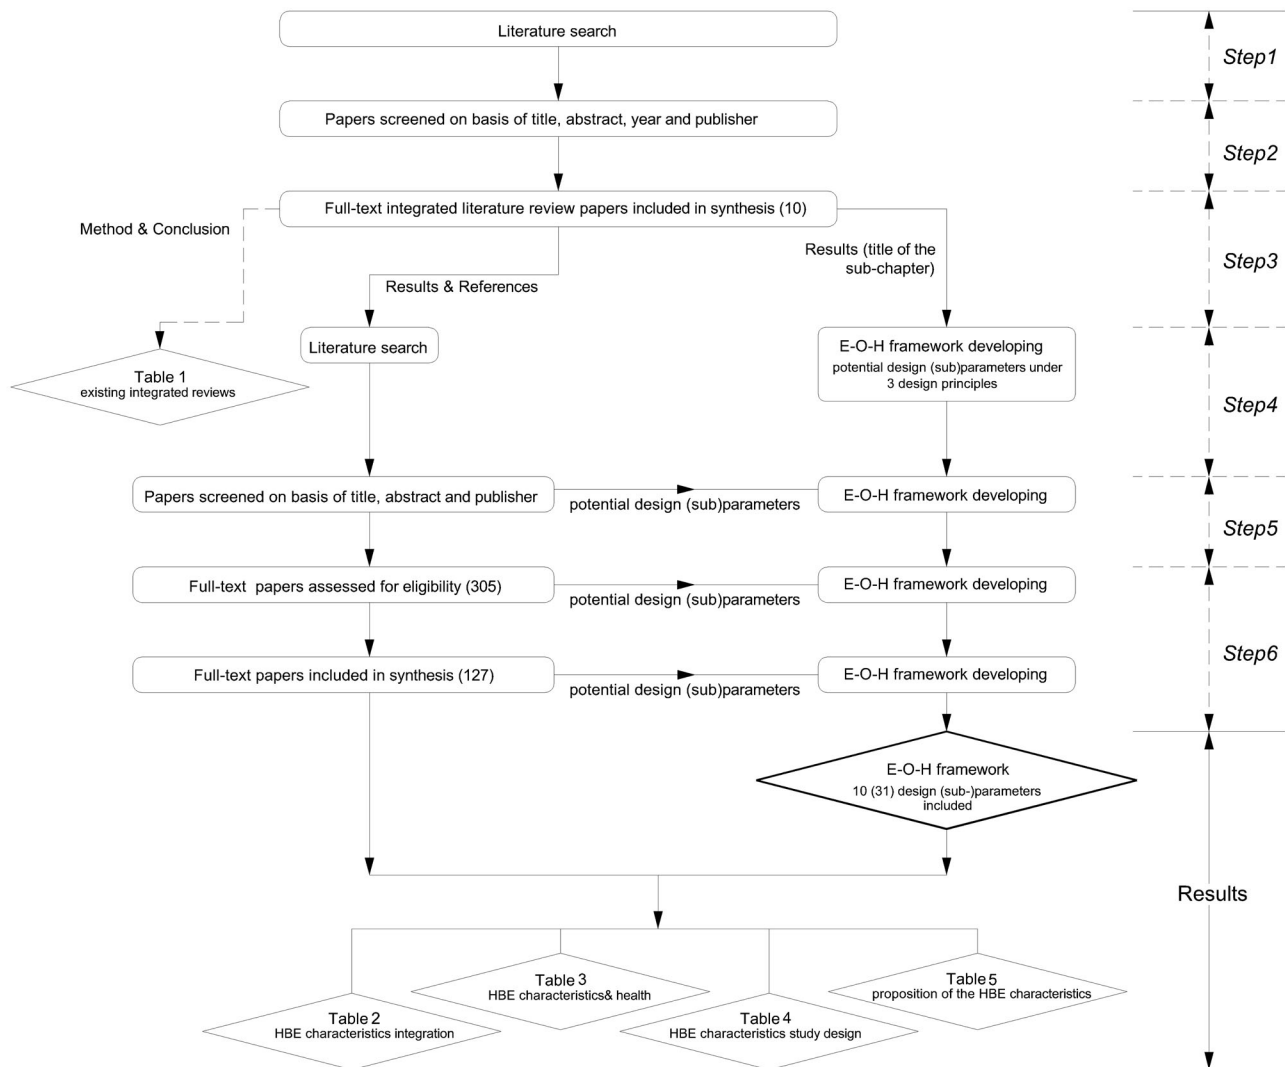 Literature search
Step1
Papers screened on basis of title, abstract, year and publisher
Step2
Full-text integrated literature review papers included in synthesis (10)
Method & Conclusion
Results (title of the
sub-chapter)
Step3
Results & References
Literature search
E-O-H framework developing
potential design (sub)parameters under
3 design principles
Table 1
existing integrated reviews
Step4
Papers screened on basis of title, abstract and publisher
potential design (sub)parameters
E-O-H framework developing
Step5
Full-text papers assessed for eligibility (305)
potential design (sub)parameters
E-O-H framework developing
Full-text papers included in synthesis (127)
potential design (sub)parameters
E-O-H framework developing
Step6
E-O-H framework
10 (31) design (sub-)parameters
included
Results
Table 2
HBE characteristics integration
Table 3
HBE characteristics& health
Table 4
HBE characteristics study design
Table 5
proposition of the HBE characteristics